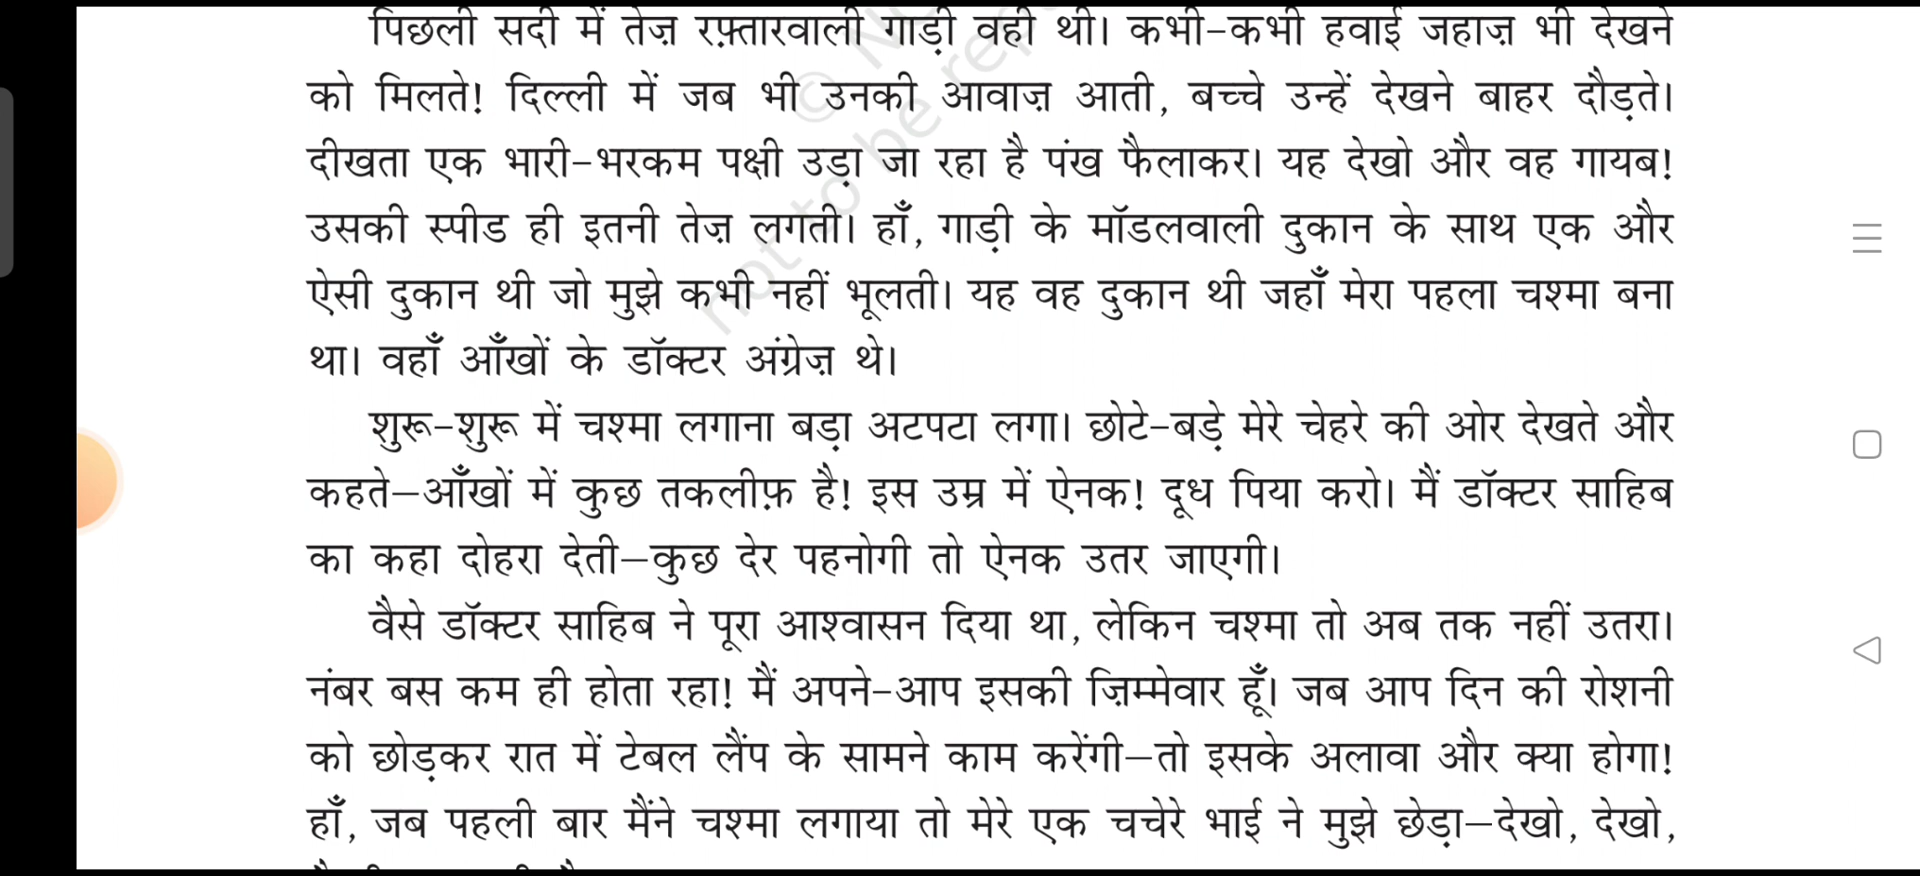 पिछली सदी में तेज़ रफ़्तारवाली गाड़ी वही थी। कभी-कभी हवाई जहाज़ भी देखने
को मिलते! दिल्ली में जब भी उनकी आवाज़ आती, बच्चे उन्हें देखने बाहर दौड़ते।
दीखता एक भारी-भरकम पक्षी उड़ा जा रहा है पंख फैलाकर। यह देखो और वह गायब!
उसकी स्पीड ही इतनी तेज़ लगती। हाँ, गाड़ी के मॉडलवाली दुकान के साथ एक और
ऐसी दुकान थी जो मुझे कभी नहीं भूलती। यह वह दुकान थी जहाँ मेरा पहला चश्मा बना
था। वहाँ आँखों के डॉक्टर अंग्रेज़ थे।
शुरू-शुरू में चश्मा लगाना बड़ा अटपटा लगा। छोटे-बड़े मेरे चेहरे की ओर देखते और
कहते—आँखों में कुछ तकलीफ़ है! इस उम्र में ऐनक! दूध पिया करो। मैं डॉक्टर साहिब
का कहा दोहरा देती—कुछ देर पहनोगी तो ऐनक उतर जाएगी।
वैसे डॉक्टर साहिब ने पूरा आश्वासन दिया था, लेकिन चश्मा तो अब तक नहीं उतरा।
नंबर बस कम ही होता रहा! मैं अपने-आप इसकी ज़िम्मेवार हूँ। जब आप दिन की रोशनी
को छोड़कर रात में टेबल लैंप के सामने काम करेंगी—तो इसके अलावा और क्या होगा!
हाँ, जब पहली बार मैंने चश्मा लगाया तो मेरे एक चचेरे भाई ने मुझे छेड़ा—देखो, देखो,
not to be rep